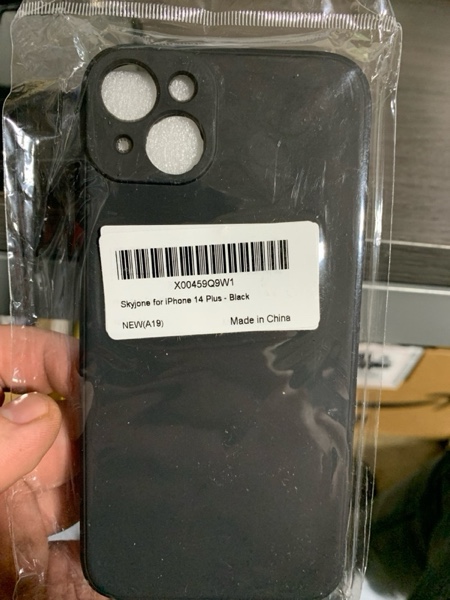 X00459Q9W1
Skyjone for iPhone 14 Plus - Black
NEW(A19)
Made in China